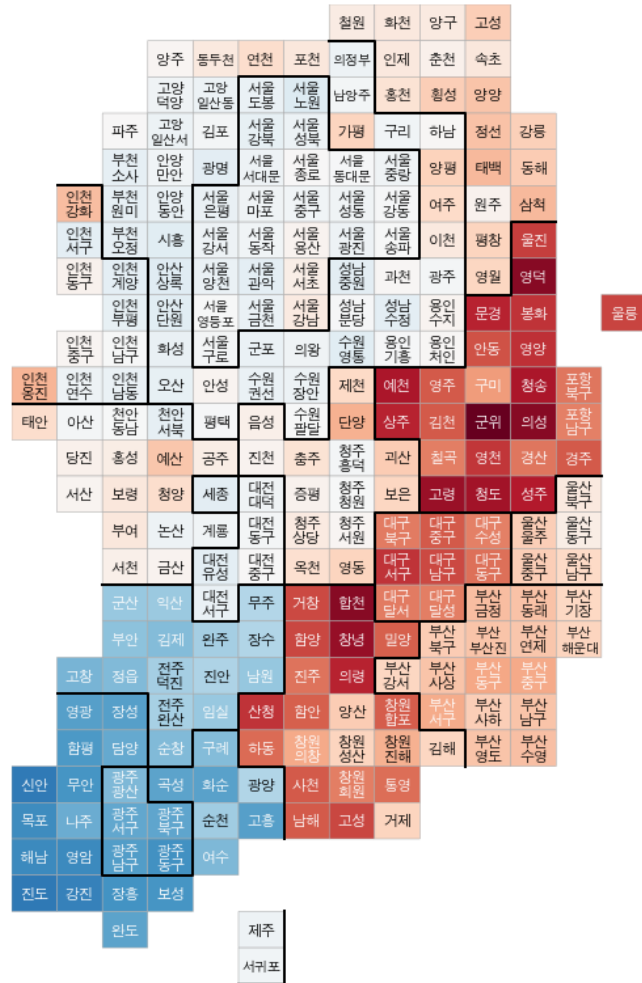 철원 화천 양구 고성
양주 동두천 연천 포천 의정부 인제 춘천 속초
고양 고양 서울 서울 남양주 홍천 횡성 양양
덕양 일산동 도봉 노원
파주 고양 김포 서울 서울 가평 구리 하남 정선 강릉
일산서 강북 성북
부천 안양 광명 서울 서울 서울 서울 양평 태백 동해
소사 만안 서대문 종로 동대문 중랑
인천 부천 안양 서울 서울 서울 서울 서울 여주 원주 삼척
강화 원미 동안 은평 마포 중구 성동 강동
인천 부천 시흥 서울 서울 서울 서울 서울 이천 평창 울진
서구 오정 강서 동작 용산 광진 송파
인천 인천 안산 서울 서울 서울 성남 과천 광주 영월 영덕
동구 계양 상록 양천 관악 서초 중원
인천 안산 서울 서울 서울 성남 성남 용인 문경 봉화 울릉
부평 단원 영등포 금천 강남 분당 수정 수지
인천 인천 화성 서울 군포 의왕 수원 용인 용인 안동 영양
중구 남구 구로 영통 기흥 처인
인천 인천 인천 오산 안성 수원 수원 제천 예천 영주 구미 청송 포항
옹진 연수 남동 권선 장안 북구
태안 아산 천안 천안 평택 음성 수원 단양 상주 김천 군위 의성 포항
동남 서북 팔달 남구
당진 홍성 예산 공주 진천 충주 청주 괴산 칠곡 영천 경산 경주
흥덕
서산 보령 청양 세종 대전 증평 청주 보은 고령 청도 성주 울산
대덕 청원 북구
부여 논산 계룡 대전 청주 청주 대구 대구 대구 울산 울산
동구 상당 서원 북구 중구 수성 울주 동구
서천 금산 대전 대전 옥천 영동 대구 대구 대구 울산 울산
유성 중구 서구 남구 동구 중구 남구
군산 익산 대전 무주 거창 합천 대구 대구 부산 부산 부산
서구 달서 달성 금정 동래 기장
부안 김제 완주 장수 함양 창녕 밀양 부산 부산 부산 부산
북구 부산진 연제 해운대
고창 정읍 전주 진안 남원 진주 의령 부산 부산 부산 부산
덕진 강서 사상 동구 중구
영광 장성 전주 임실 산청 함안 양산 창원 부산 부산 부산
완산 합포 서구 사하 남구
함평 담양 순창 구례 하동 창원 창원 창원 김해 부산 부산
의창 성산 진해 영도 수영
신안 무안 광주 곡성 화순 광양 사천 창원 통영
광산 회원
목포 나주 광주 광주 순천 고흥 남해 고성 거제
서구 북구
해남 영암 광주 광주 여수
남구 동구
진도 강진 장흥 보성
완도 제주
서귀포